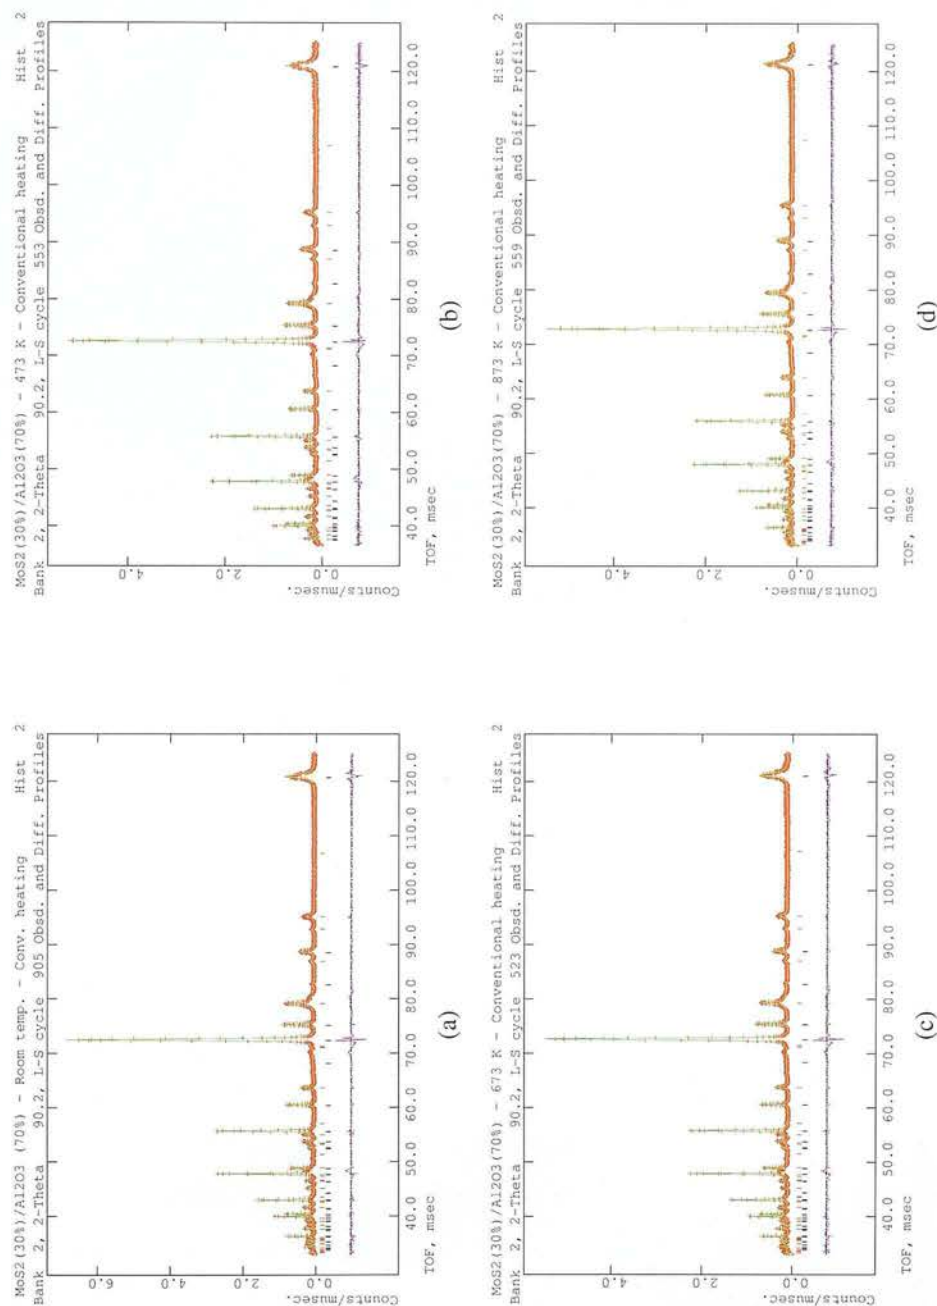 MoS2(30%)/Al2O3 (70%) - Room temp. - Conv. heating Hist 2
Bank 2, 2-Theta 90.2, L-S cycle 905 Obsd. and Diff. Profiles
Counts/musec.
6.0
4.0
2.0
0.0
40.0 50.0 60.0 70.0 80.0 90.0 100.0 110.0 120.0
TOF, msec
(a)
MoS2(30%)/Al2O3(70%) - 473 K - Conventional heating Hist 2
Bank 2, 2-Theta 90.2, L-S cycle 553 Obsd. and Diff. Profiles
Counts/musec.
4.0
2.0
0.0
40.0 50.0 60.0 70.0 80.0 90.0 100.0 110.0 120.0
TOF, msec
(b)
MoS2(30%)/Al2O3(70%) - 673 K - Conventional heating Hist 2
Bank 2, 2-Theta 90.2, L-S cycle 523 Obsd. and Diff. Profiles
Counts/musec.
4.0
2.0
0.0
40.0 50.0 60.0 70.0 80.0 90.0 100.0 110.0 120.0
TOF, msec
(c)
MoS2(30%)/Al2O3(70%) - 873 K - Conventional heating Hist 2
Bank 2, 2-Theta 90.2, L-S cycle 559 Obsd. and Diff. Profiles
Counts/musec.
4.0
2.0
0.0
40.0 50.0 60.0 70.0 80.0 90.0 100.0 110.0 120.0
TOF, msec
(d)